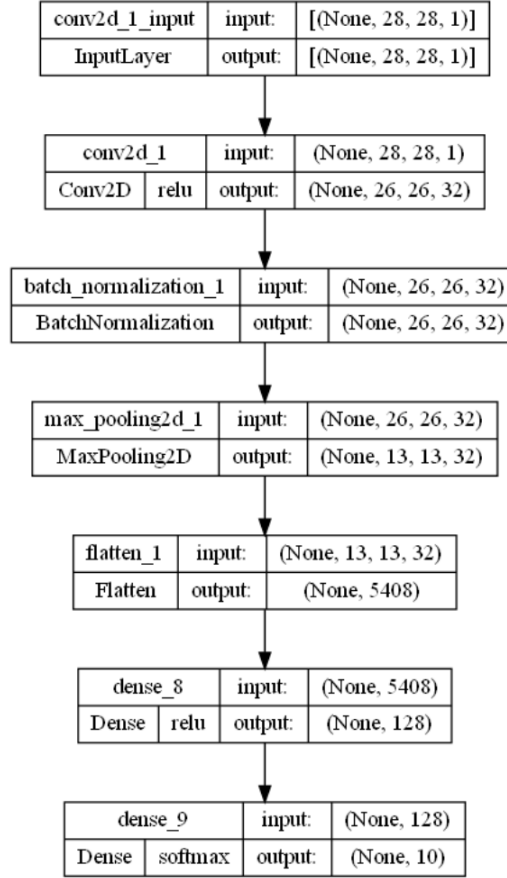 conv2d_1_input input: [(None, 28, 28, 1)]
InputLayer output: [(None, 28, 28, 1)]
conv2d_1 input: (None, 28, 28, 1)
Conv2D relu output: (None, 26, 26, 32)
batch_normalization_1 input: (None, 26, 26, 32)
BatchNormalization output: (None, 26, 26, 32)
max_pooling2d_1 input: (None, 26, 26, 32)
MaxPooling2D output: (None, 13, 13, 32)
flatten_1 input: (None, 13, 13, 32)
Flatten output: (None, 5408)
dense_8 input: (None, 5408)
Dense relu output: (None, 128)
dense_9 input: (None, 128)
Dense softmax output: (None, 10)